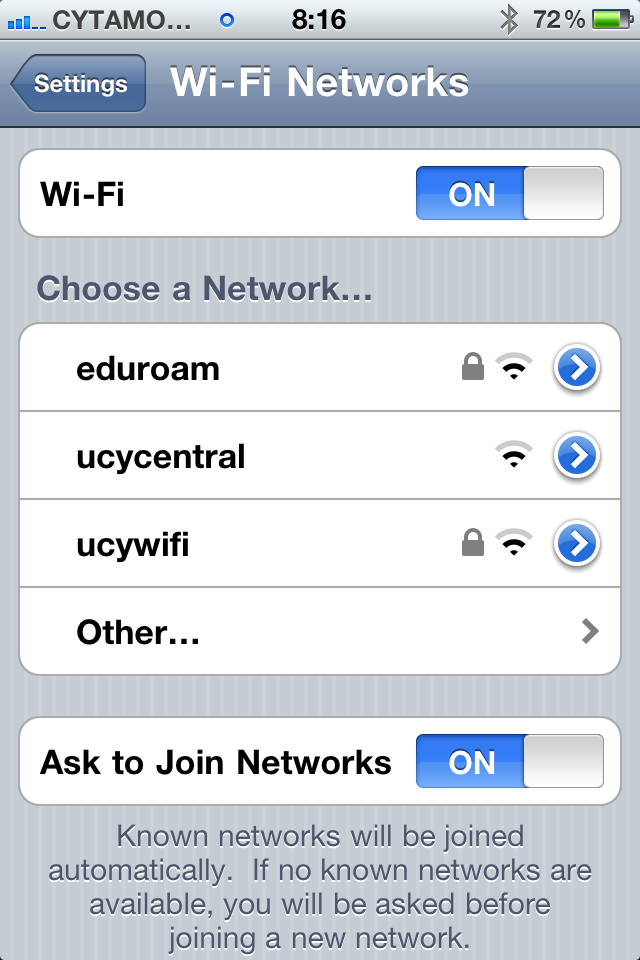 CYTAMO... 8:16 72%
Settings Wi-Fi Networks
Wi-Fi ON
Choose a Network...
eduroam
ucycentral
ucywifi
Other...
Ask to Join Networks ON
Known networks will be joined
automatically. If no known networks are
available, you will be asked before
joining a new network.